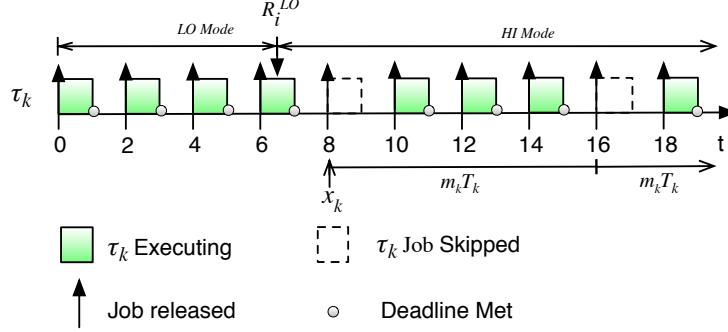 R_i^LO
LO Mode HI Mode
τ_k
0 2 4 6 8 10 12 14 16 18 t
x_k m_kT_k m_kT_k
τ_k Executing τ_k Job Skipped
Job released Deadline Met